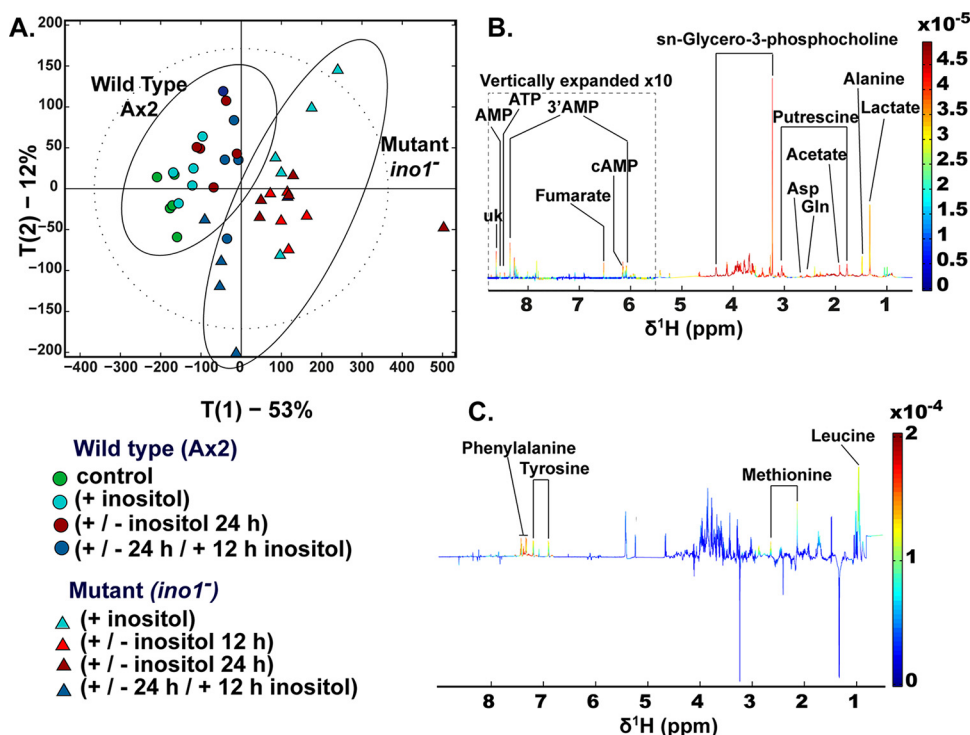 A.
200
150
100
50
0
−50
−100
−150
−200
T(2) − 12%
−400
−300
−200
−100
0
100
200
300
400
500
T(1) − 53%
Wild Type
Ax2
Mutant
ino1-
Wild type (Ax2)
control
(+ inositol)
(+ / - inositol 24 h)
(+ / - 24 h / + 12 h inositol)
Mutant (ino1-)
(+ inositol)
(+ / - inositol 12 h)
(+ / - inositol 24 h)
(+ / - 24 h / + 12 h inositol)
B.
sn-Glycero-3-phosphocholine
Vertically expanded x10
ATP
AMP
3'AMP
cAMP
Fumarate
uk
Alanine
Lactate
Putrescine
Acetate
Asp
Gln
8
7
6
5
4
3
2
1
δ¹H (ppm)
x10⁻⁵
4.5
4
3.5
3
2.5
2
1.5
1
0.5
0
C.
Phenylalanine
Tyrosine
Methionine
Leucine
8
7
6
5
4
3
2
1
δ¹H (ppm)
x10⁻⁴
2
1
0